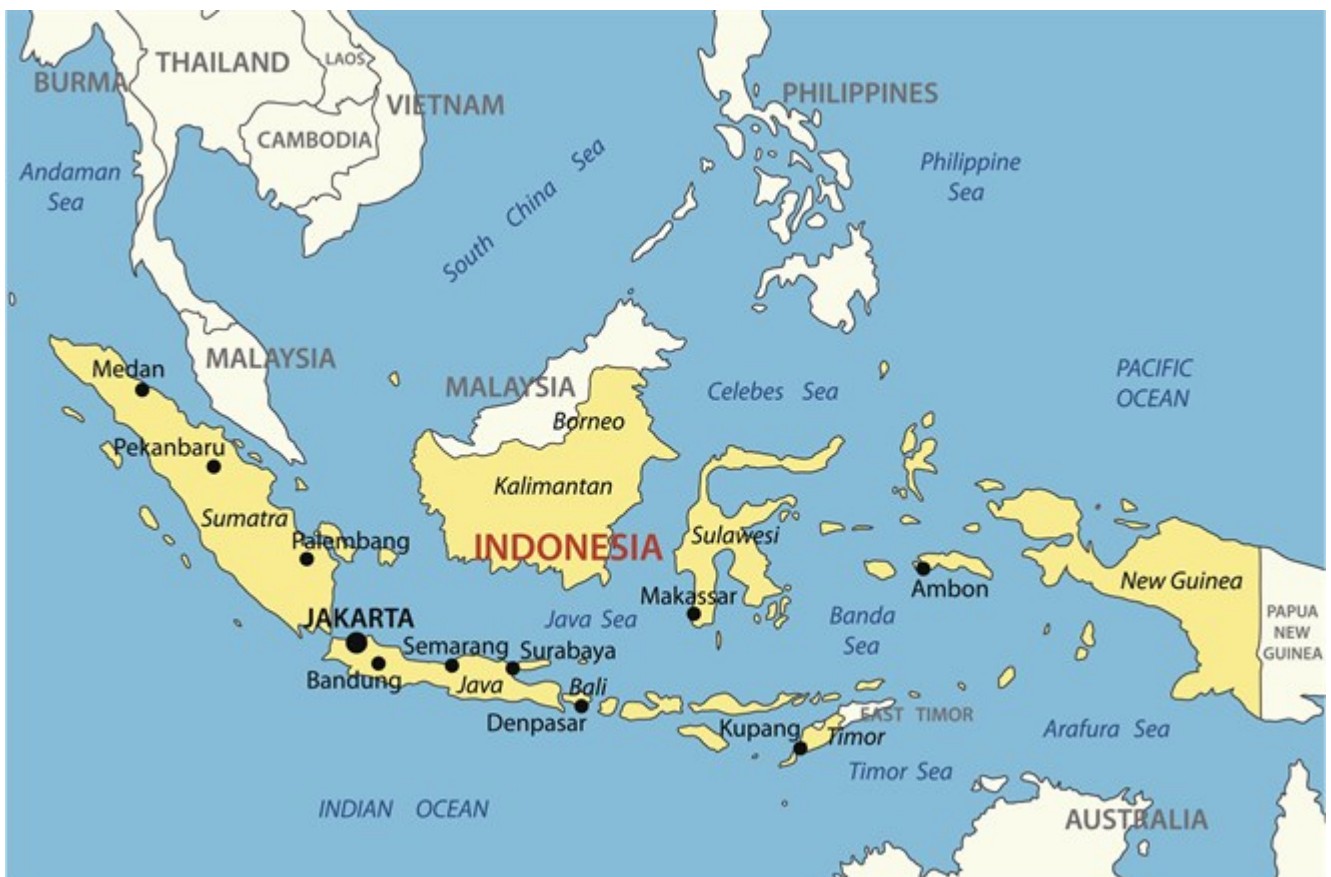 THAILAND
LAOS
BURMA
VIETNAM
PHILIPPINES
CAMBODIA
Andaman
Sea
South China Sea
Philippine
Sea
MALAYSIA
Medan
MALAYSIA
Celebes Sea
PACIFIC
OCEAN
Borneo
Pekanbaru
Kalimantan
Sumatra
Palembang
INDONESIA
Sulawesi
New Guinea
Ambon
Makassar
JAKARTA
Java Sea
Banda
Sea
PAPUA
NEW
GUINEA
Semarang
Surabaya
Bandung
Java
Bali
Denpasar
EAST TIMOR
Kupang
Timor
Arafura Sea
Timor Sea
INDIAN OCEAN
AUSTRALIA